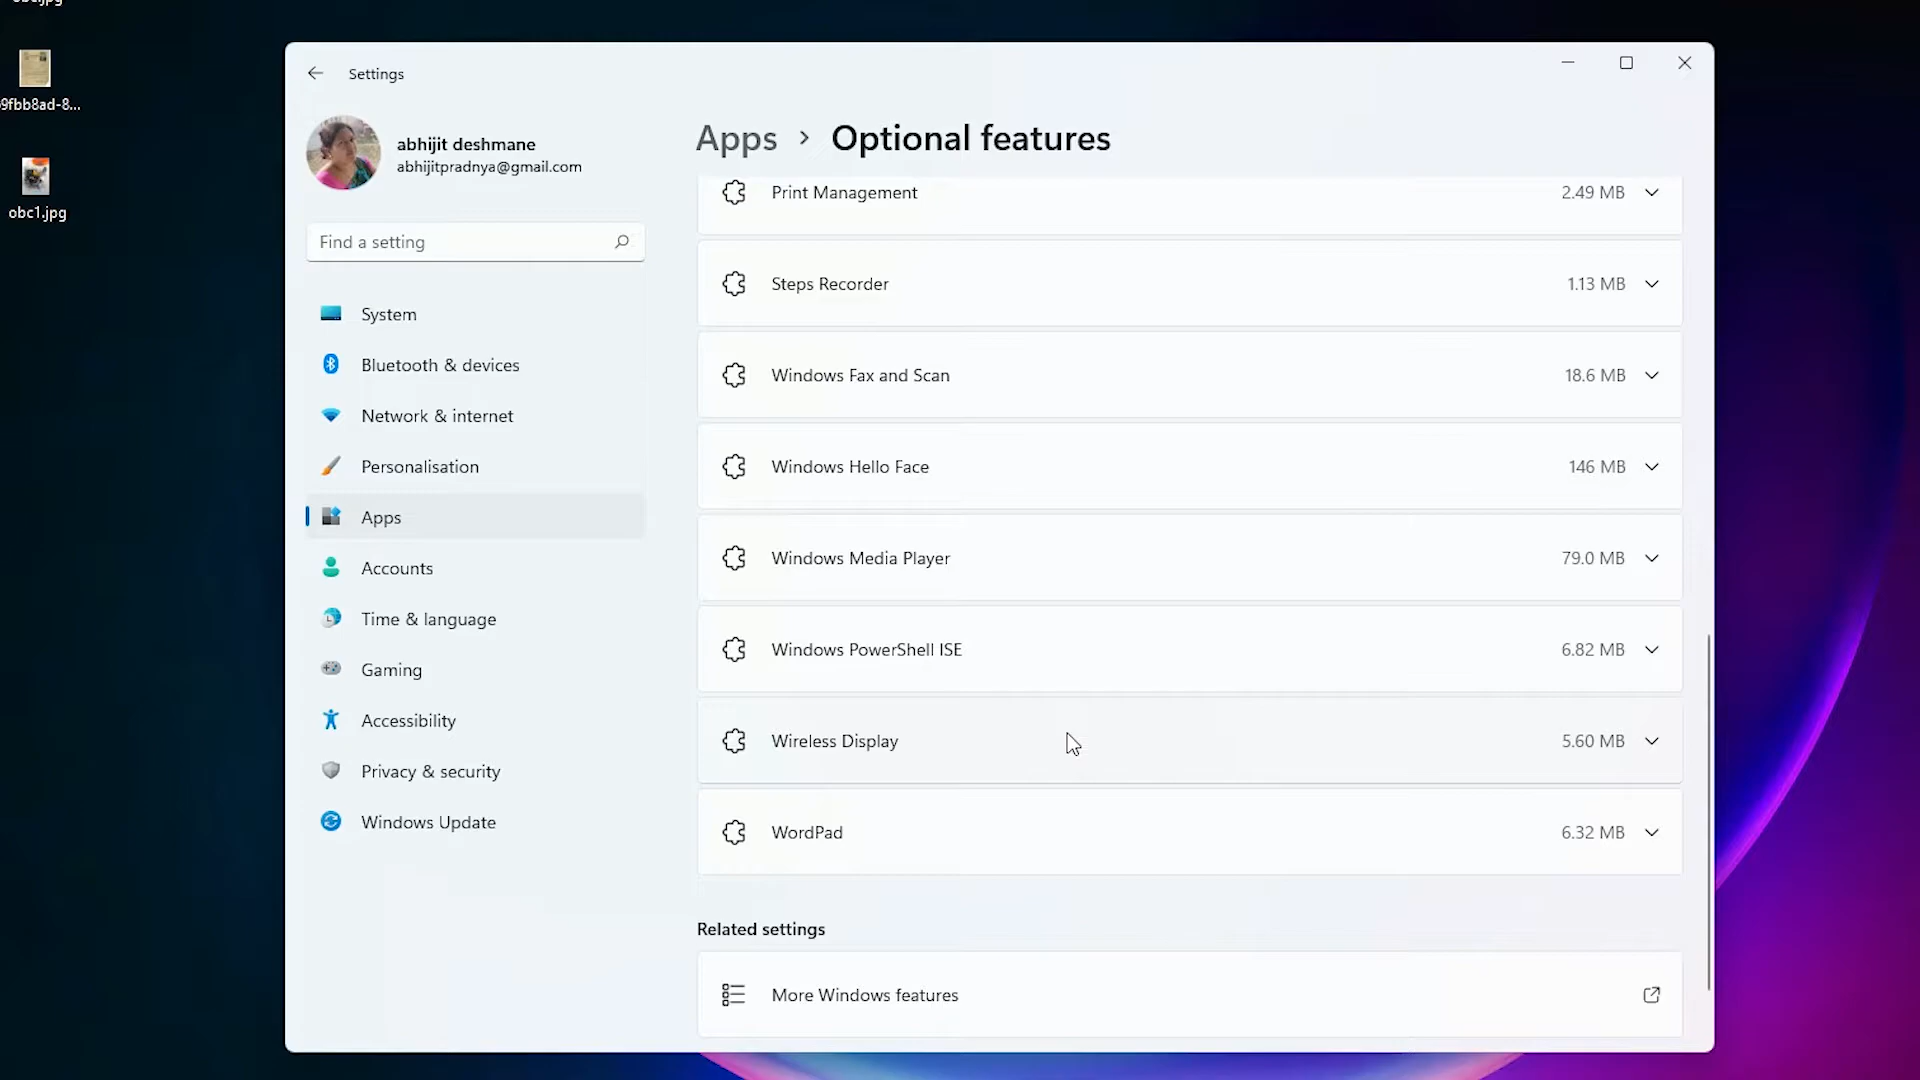 9fbb8ad-8...
obc1.jpg
Settings
abhijit deshmane
abhijitpradnya@gmail.com
Find a setting
System
Bluetooth & devices
Network & internet
Personalisation
Apps
Accounts
Time & language
Gaming
Accessibility
Privacy & security
Windows Update
Apps > Optional features
Print Management 2.49 MB
Steps Recorder 1.13 MB
Windows Fax and Scan 18.6 MB
Windows Hello Face 146 MB
Windows Media Player 79.0 MB
Windows PowerShell ISE 6.82 MB
Wireless Display 5.60 MB
WordPad 6.32 MB
Related settings
More Windows features